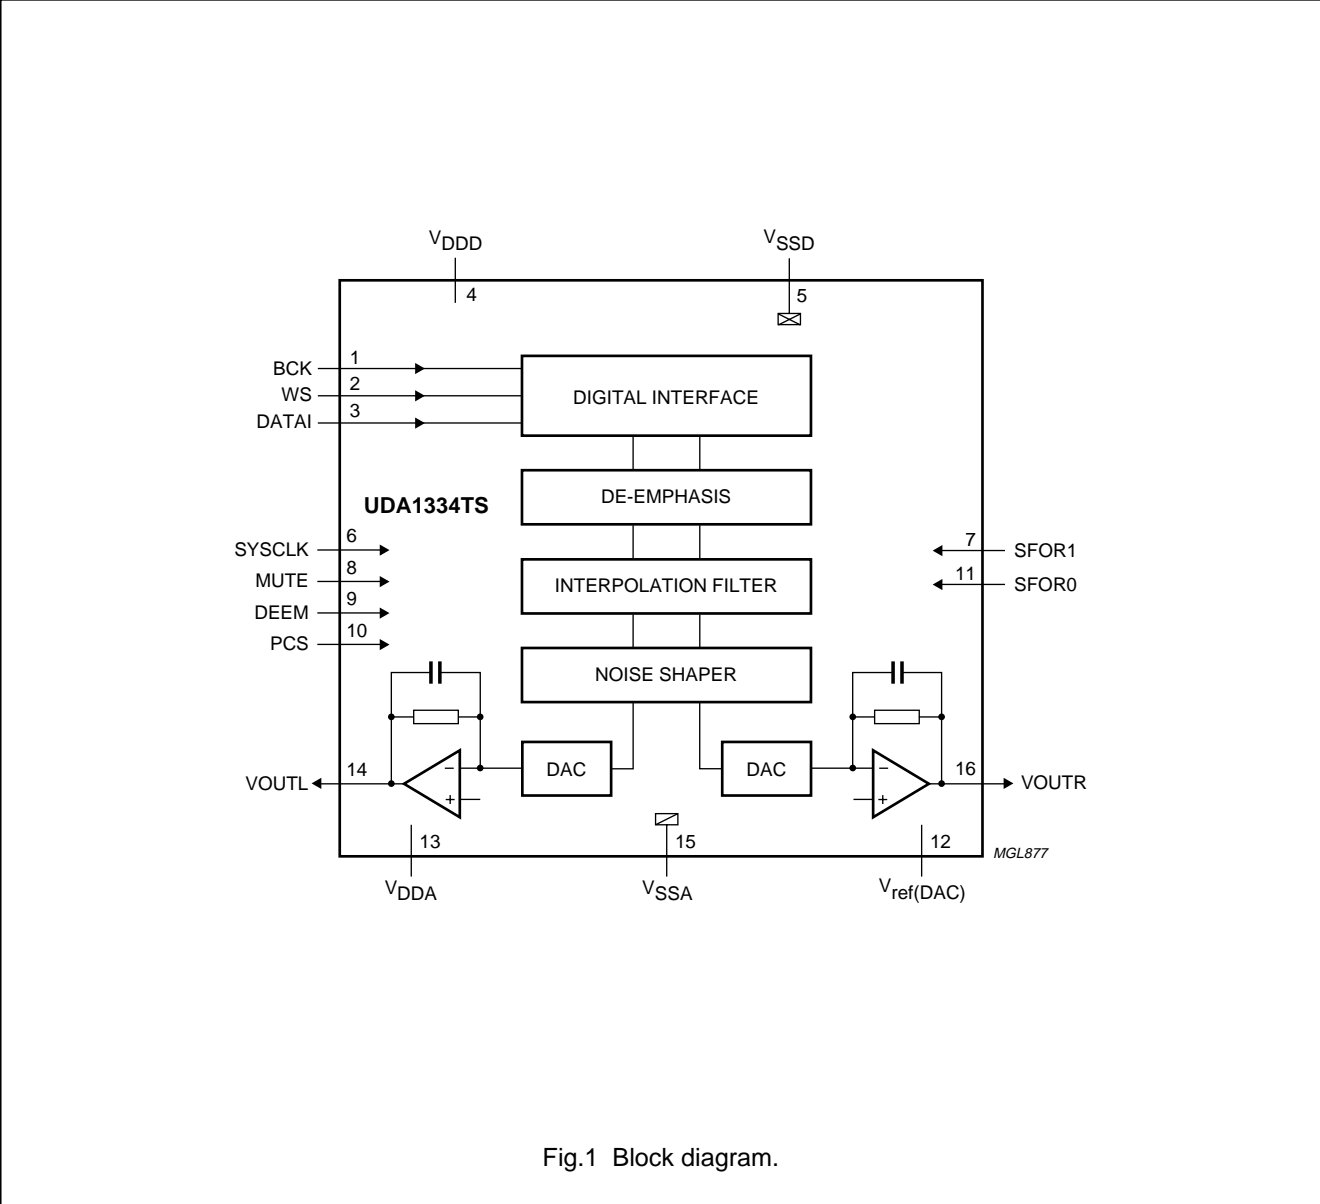 VDDD
VSSD
4
5
BCK 1
WS 2
DATAI 3
DIGITAL INTERFACE
DE-EMPHASIS
UDA1334TS
SYSCLK 6
7 SFOR1
MUTE 8
INTERPOLATION FILTER
11 SFOR0
DEEM 9
PCS 10
NOISE SHAPER
VOUTL 14
−
+
DAC
DAC
−
+
16 VOUTR
13
15
12
MGL877
VDDA
VSSA
Vref(DAC)
Fig.1 Block diagram.